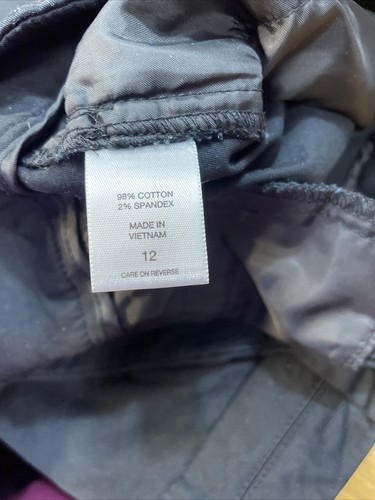 98% COTTON
2% SPANDEX
MADE IN
VIETNAM
12
CARE ON REVERSE